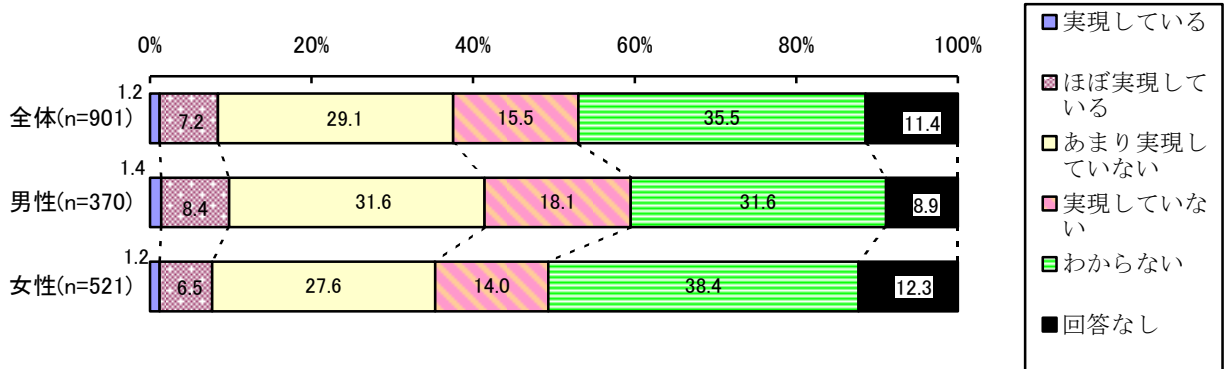 0% 20% 40% 60% 80% 100%
1.2
全体(n=901) 7.2 29.1 15.5 35.5 11.4
1.4
男性(n=370) 8.4 31.6 18.1 31.6 8.9
1.2
女性(n=521) 6.5 27.6 14.0 38.4 12.3
実現している
ほぼ実現して
いる
あまり実現し
ていない
実現していな
い
わからない
回答なし